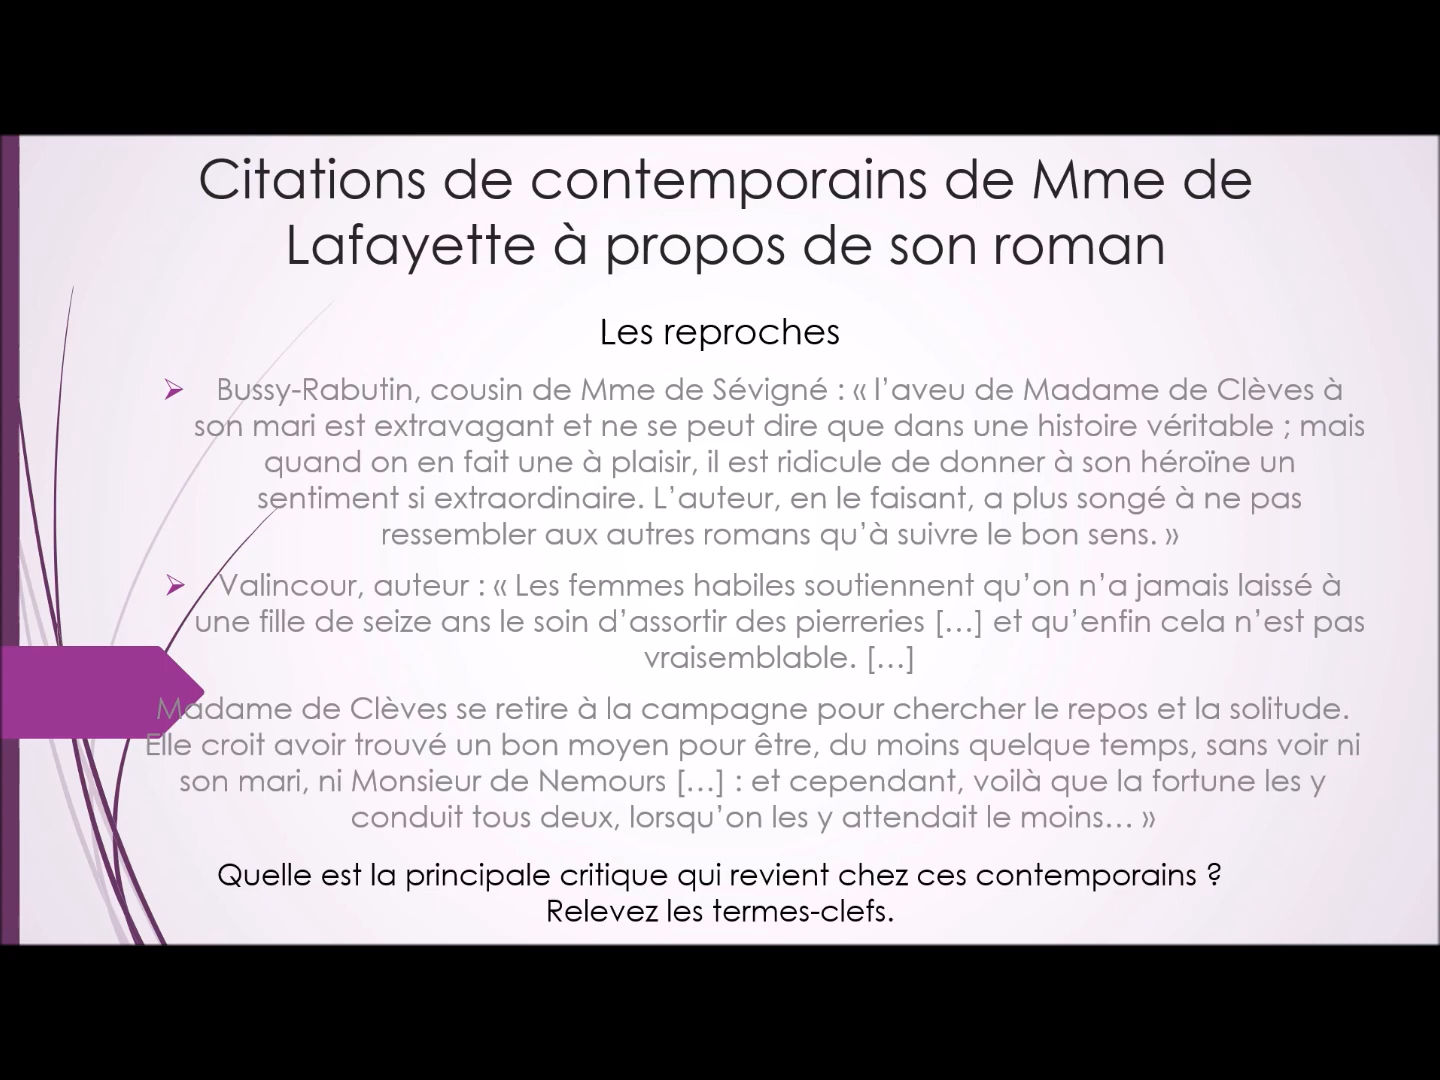 Citations de contemporains de Mme de
Lafayette à propos de son roman
Les reproches
Bussy-Rabutin, cousin de Mme de Sévigné : « l’aveu de Madame de Clèves à
son mari est extravagant et ne se peut dire que dans une histoire véritable ; mais
quand on en fait une à plaisir, il est ridicule de donner à son héroïne un
sentiment si extraordinaire. L’auteur, en le faisant, a plus songé à ne pas
ressembler aux autres romans qu’à suivre le bon sens. »
Valincour, auteur : « Les femmes habiles soutiennent qu’on n’a jamais laissé à
une fille de seize ans le soin d’assortir des pierreries […] et qu’enfin cela n’est pas
vraisemblable. […]
Madame de Clèves se retire à la campagne pour chercher le repos et la solitude.
Elle croit avoir trouvé un bon moyen pour être, du moins quelque temps, sans voir ni
son mari, ni Monsieur de Nemours […] : et cependant, voilà que la fortune les y
conduit tous deux, lorsqu’on les y attendait le moins… »
Quelle est la principale critique qui revient chez ces contemporains ?
Relevez les termes-clefs.